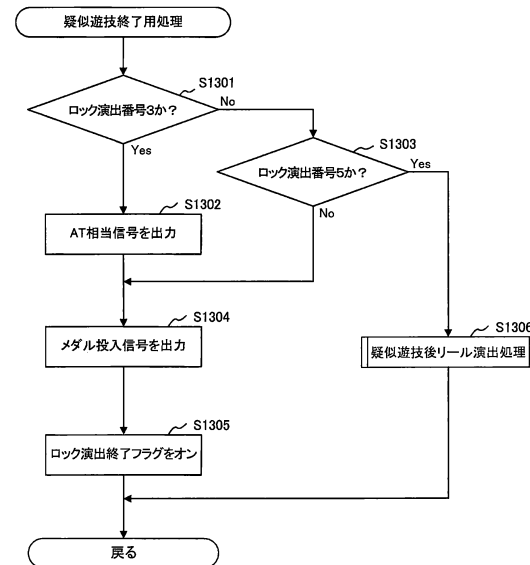 疑似遊技終了用処理
S1301
ロック演出番号3か？
No
Yes
S1303
ロック演出番号5か？
Yes
No
S1302
AT相当信号を出力
S1304
メダル投入信号を出力
S1306
疑似遊技後リール演出処理
S1305
ロック演出終了フラグをオン
戻る